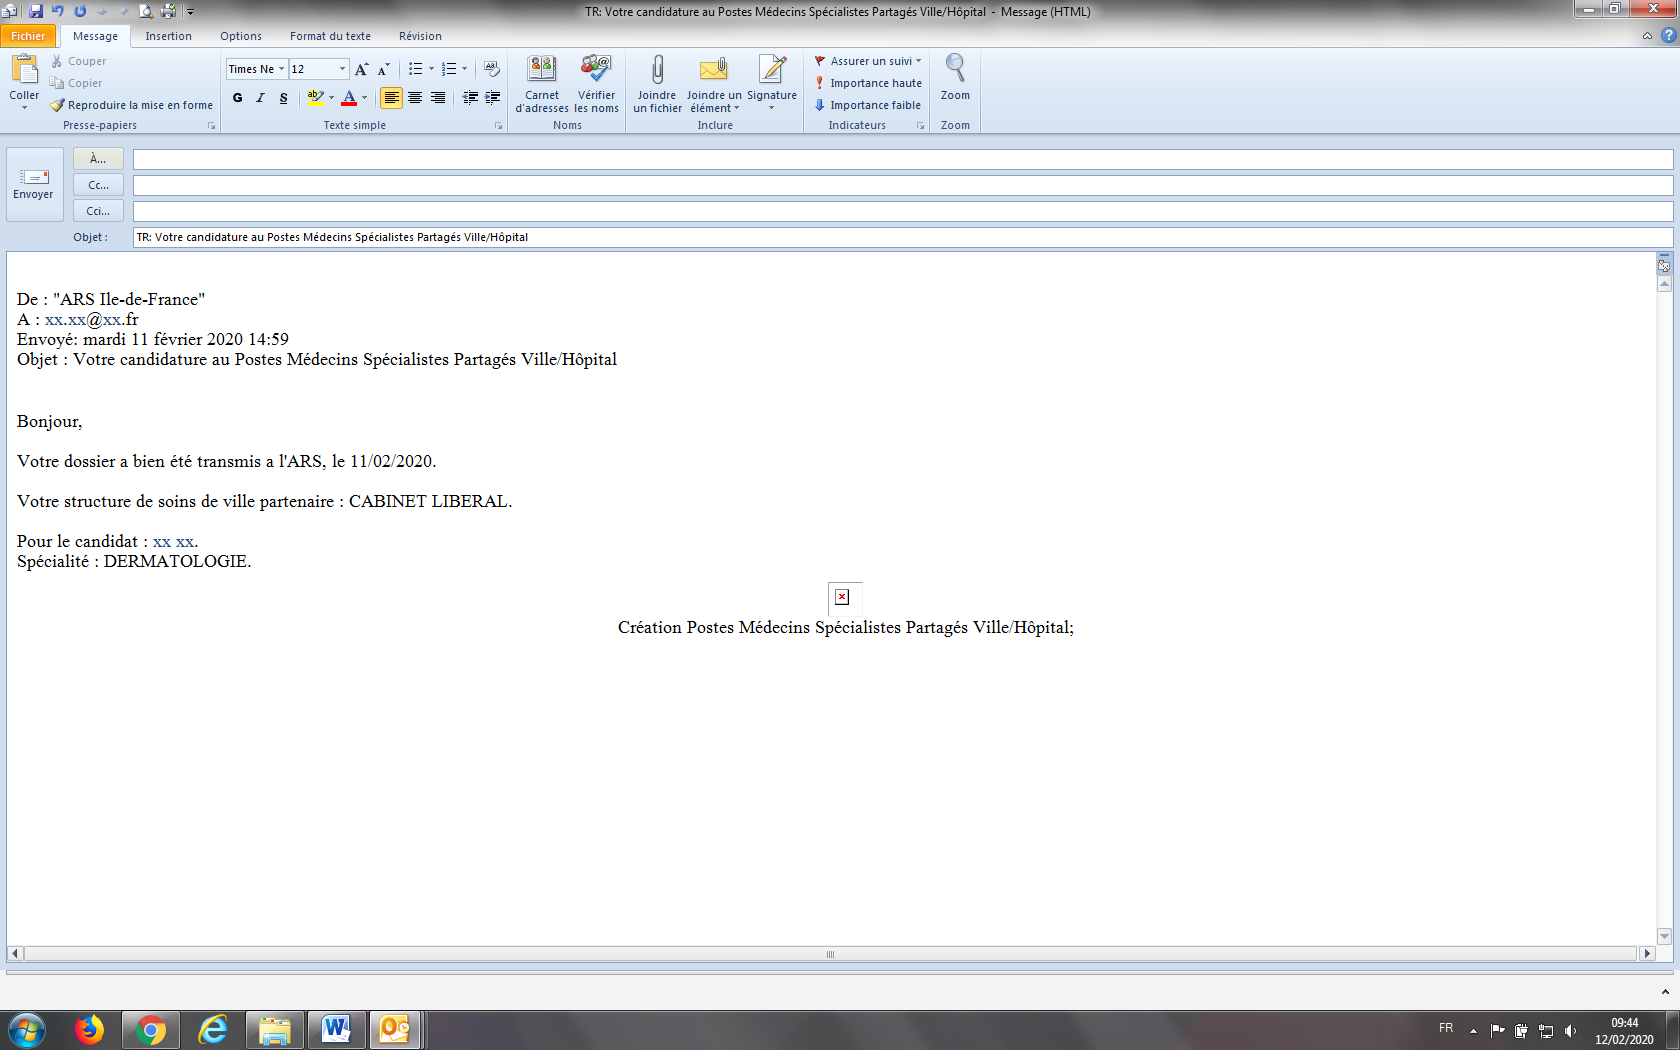 TR: Votre candidature au Postes Médecins Spécialistes Partagés Ville/Hôpital - Message (HTML)
Fichier Message Insertion Options Format du texte Révision
Coller
Couper
Copier
Reproduire la mise en forme
Presse-papiers
Times Ne 12
G I S
Texte simple
Carnet d'adresses
Vérifier les noms
Noms
Joindre un fichier
Joindre un élément
Signature
Inclure
Assurer un suivi
Importance haute
Importance faible
Indicateurs
Zoom
Zoom
Envoyer
À...
Cc...
Cci...
Objet : TR: Votre candidature au Postes Médecins Spécialistes Partagés Ville/Hôpital
De : "ARS Ile-de-France"
A : xx.xx@xx.fr
Envoyé: mardi 11 février 2020 14:59
Objet : Votre candidature au Postes Médecins Spécialistes Partagés Ville/Hôpital
Bonjour,
Votre dossier a bien été transmis a l'ARS, le 11/02/2020.
Votre structure de soins de ville partenaire : CABINET LIBERAL.
Pour le candidat : xx xx.
Spécialité : DERMATOLOGIE.
Création Postes Médecins Spécialistes Partagés Ville/Hôpital;
FR
09:44
12/02/2020